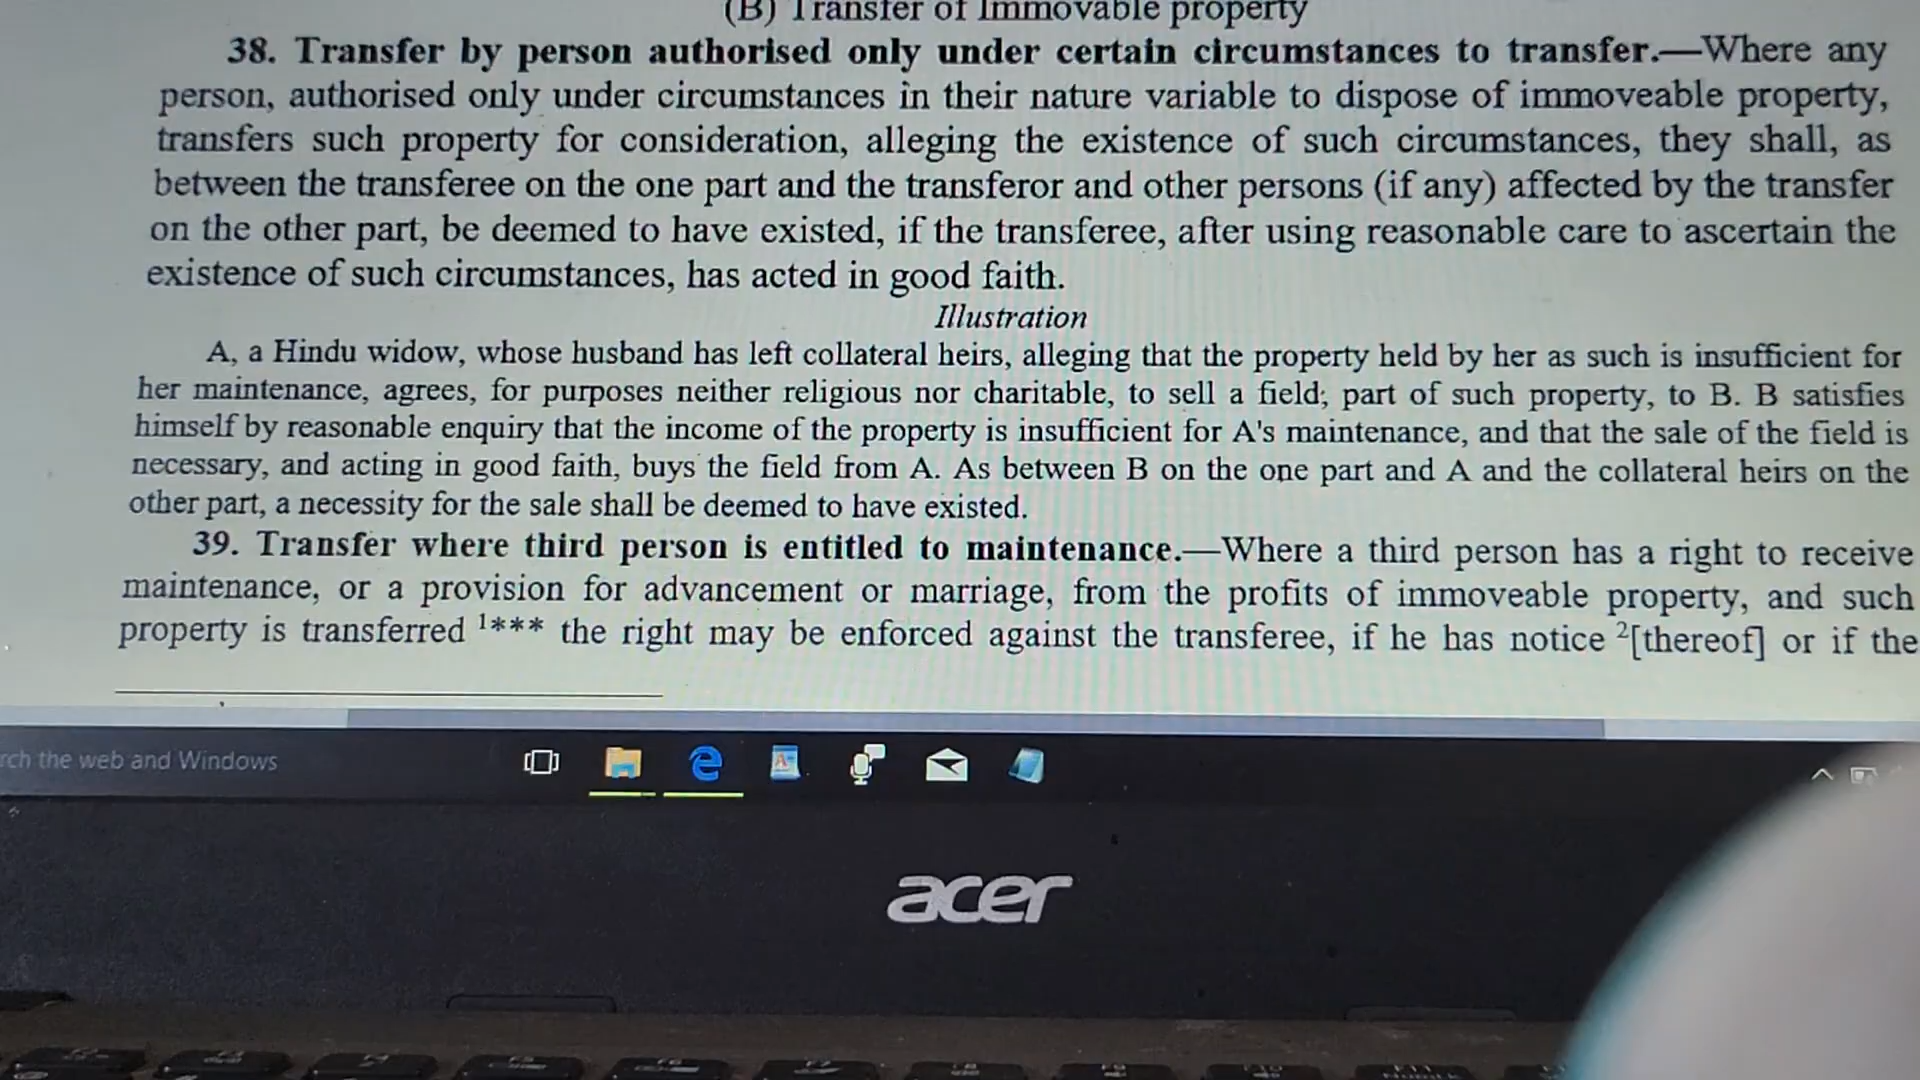 (B) Transfer of Immovable property
38. Transfer by person authorised only under certain circumstances to transfer.—Where any
person, authorised only under circumstances in their nature variable to dispose of immoveable property,
transfers such property for consideration, alleging the existence of such circumstances, they shall, as
between the transferee on the one part and the transferor and other persons (if any) affected by the transfer
on the other part, be deemed to have existed, if the transferee, after using reasonable care to ascertain the
existence of such circumstances, has acted in good faith.
Illustration
A, a Hindu widow, whose husband has left collateral heirs, alleging that the property held by her as such is insufficient for
her maintenance, agrees, for purposes neither religious nor charitable, to sell a field; part of such property, to B. B satisfies
himself by reasonable enquiry that the income of the property is insufficient for A's maintenance, and that the sale of the field is
necessary, and acting in good faith, buys the field from A. As between B on the one part and A and the collateral heirs on the
other part, a necessity for the sale shall be deemed to have existed.
39. Transfer where third person is entitled to maintenance.—Where a third person has a right to receive
maintenance, or a provision for advancement or marriage, from the profits of immoveable property, and such
property is transferred ¹*** the right may be enforced against the transferee, if he has notice ²[thereof] or if the
rch the web and Windows
acer